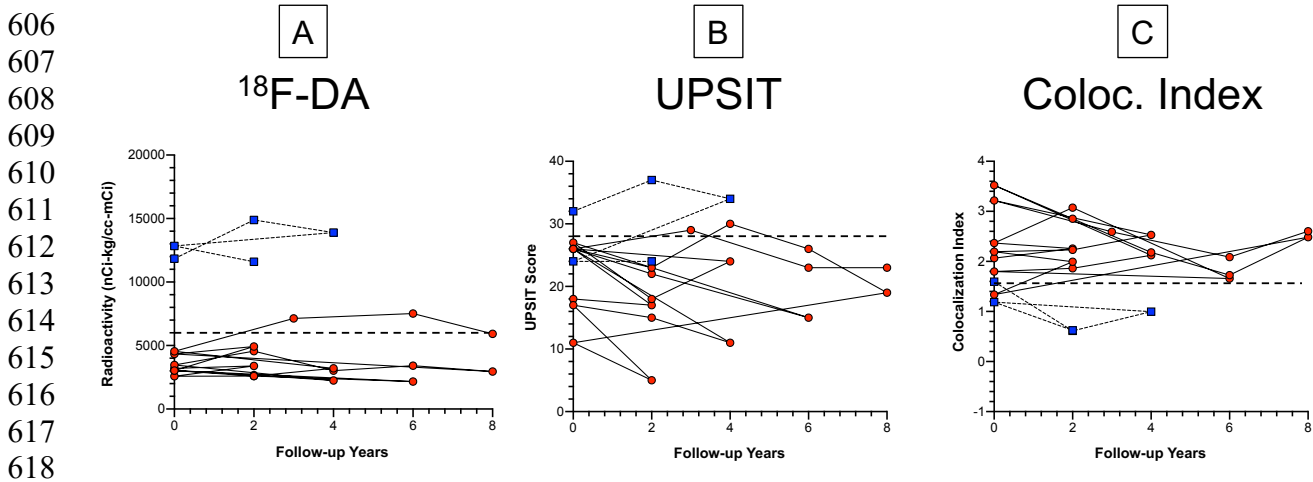 606
607
608
609
610
611
612
613
614
615
616
617
618
A
¹⁸F-DA
Radioactivity (nCi-kg/cc-mCi)
20000
15000
10000
5000
0
0 2 4 6 8
Follow-up Years
B
UPSIT
UPSIT Score
40
30
20
10
0
0 2 4 6 8
Follow-up Years
C
Coloc. Index
Colocalization Index
4
3
2
1
0
-1
0 2 4 6 8
Follow-up Years